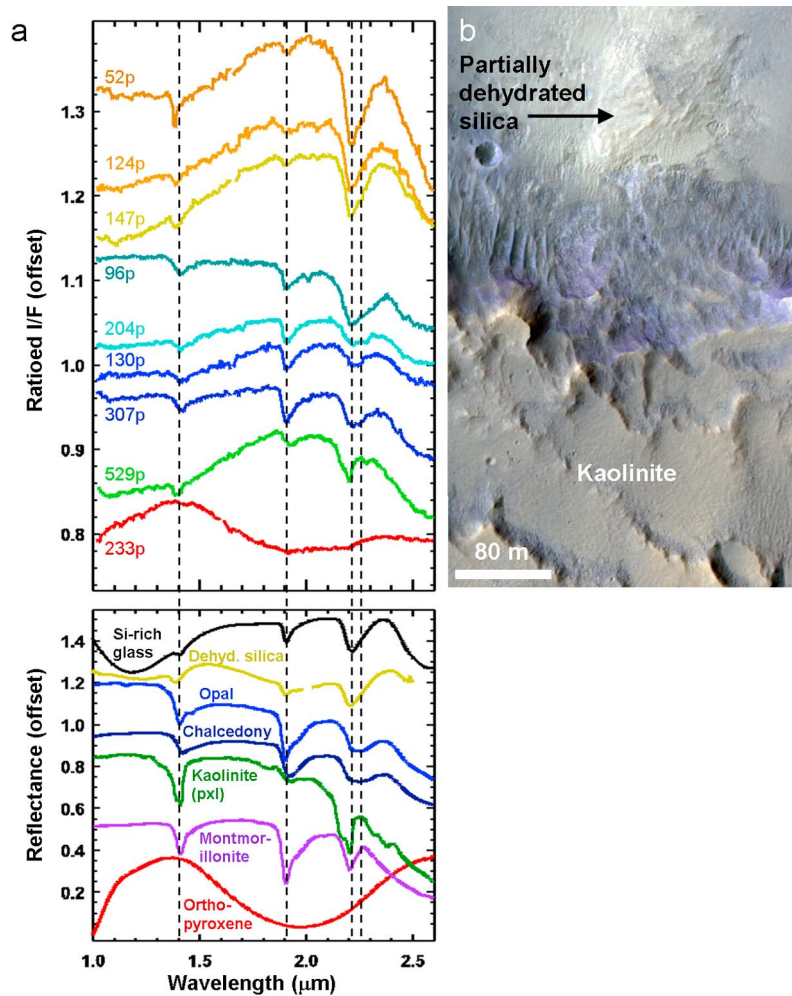 a
52p
124p
147p
96p
204p
130p
307p
529p
233p
1.3
1.2
1.1
1.0
0.9
0.8
Ratioed I/F (offset)
Si-rich
glass
Dehyd. silica
Opal
Chalcedony
Kaolinite
(pxl)
Montmor-
illonite
Ortho-
pyroxene
1.4
1.2
1.0
0.8
0.6
0.4
0.2
Reflectance (offset)
1.0
1.5
2.0
2.5
Wavelength (μm)
b
Partially
dehydrated
silica
Kaolinite
80 m